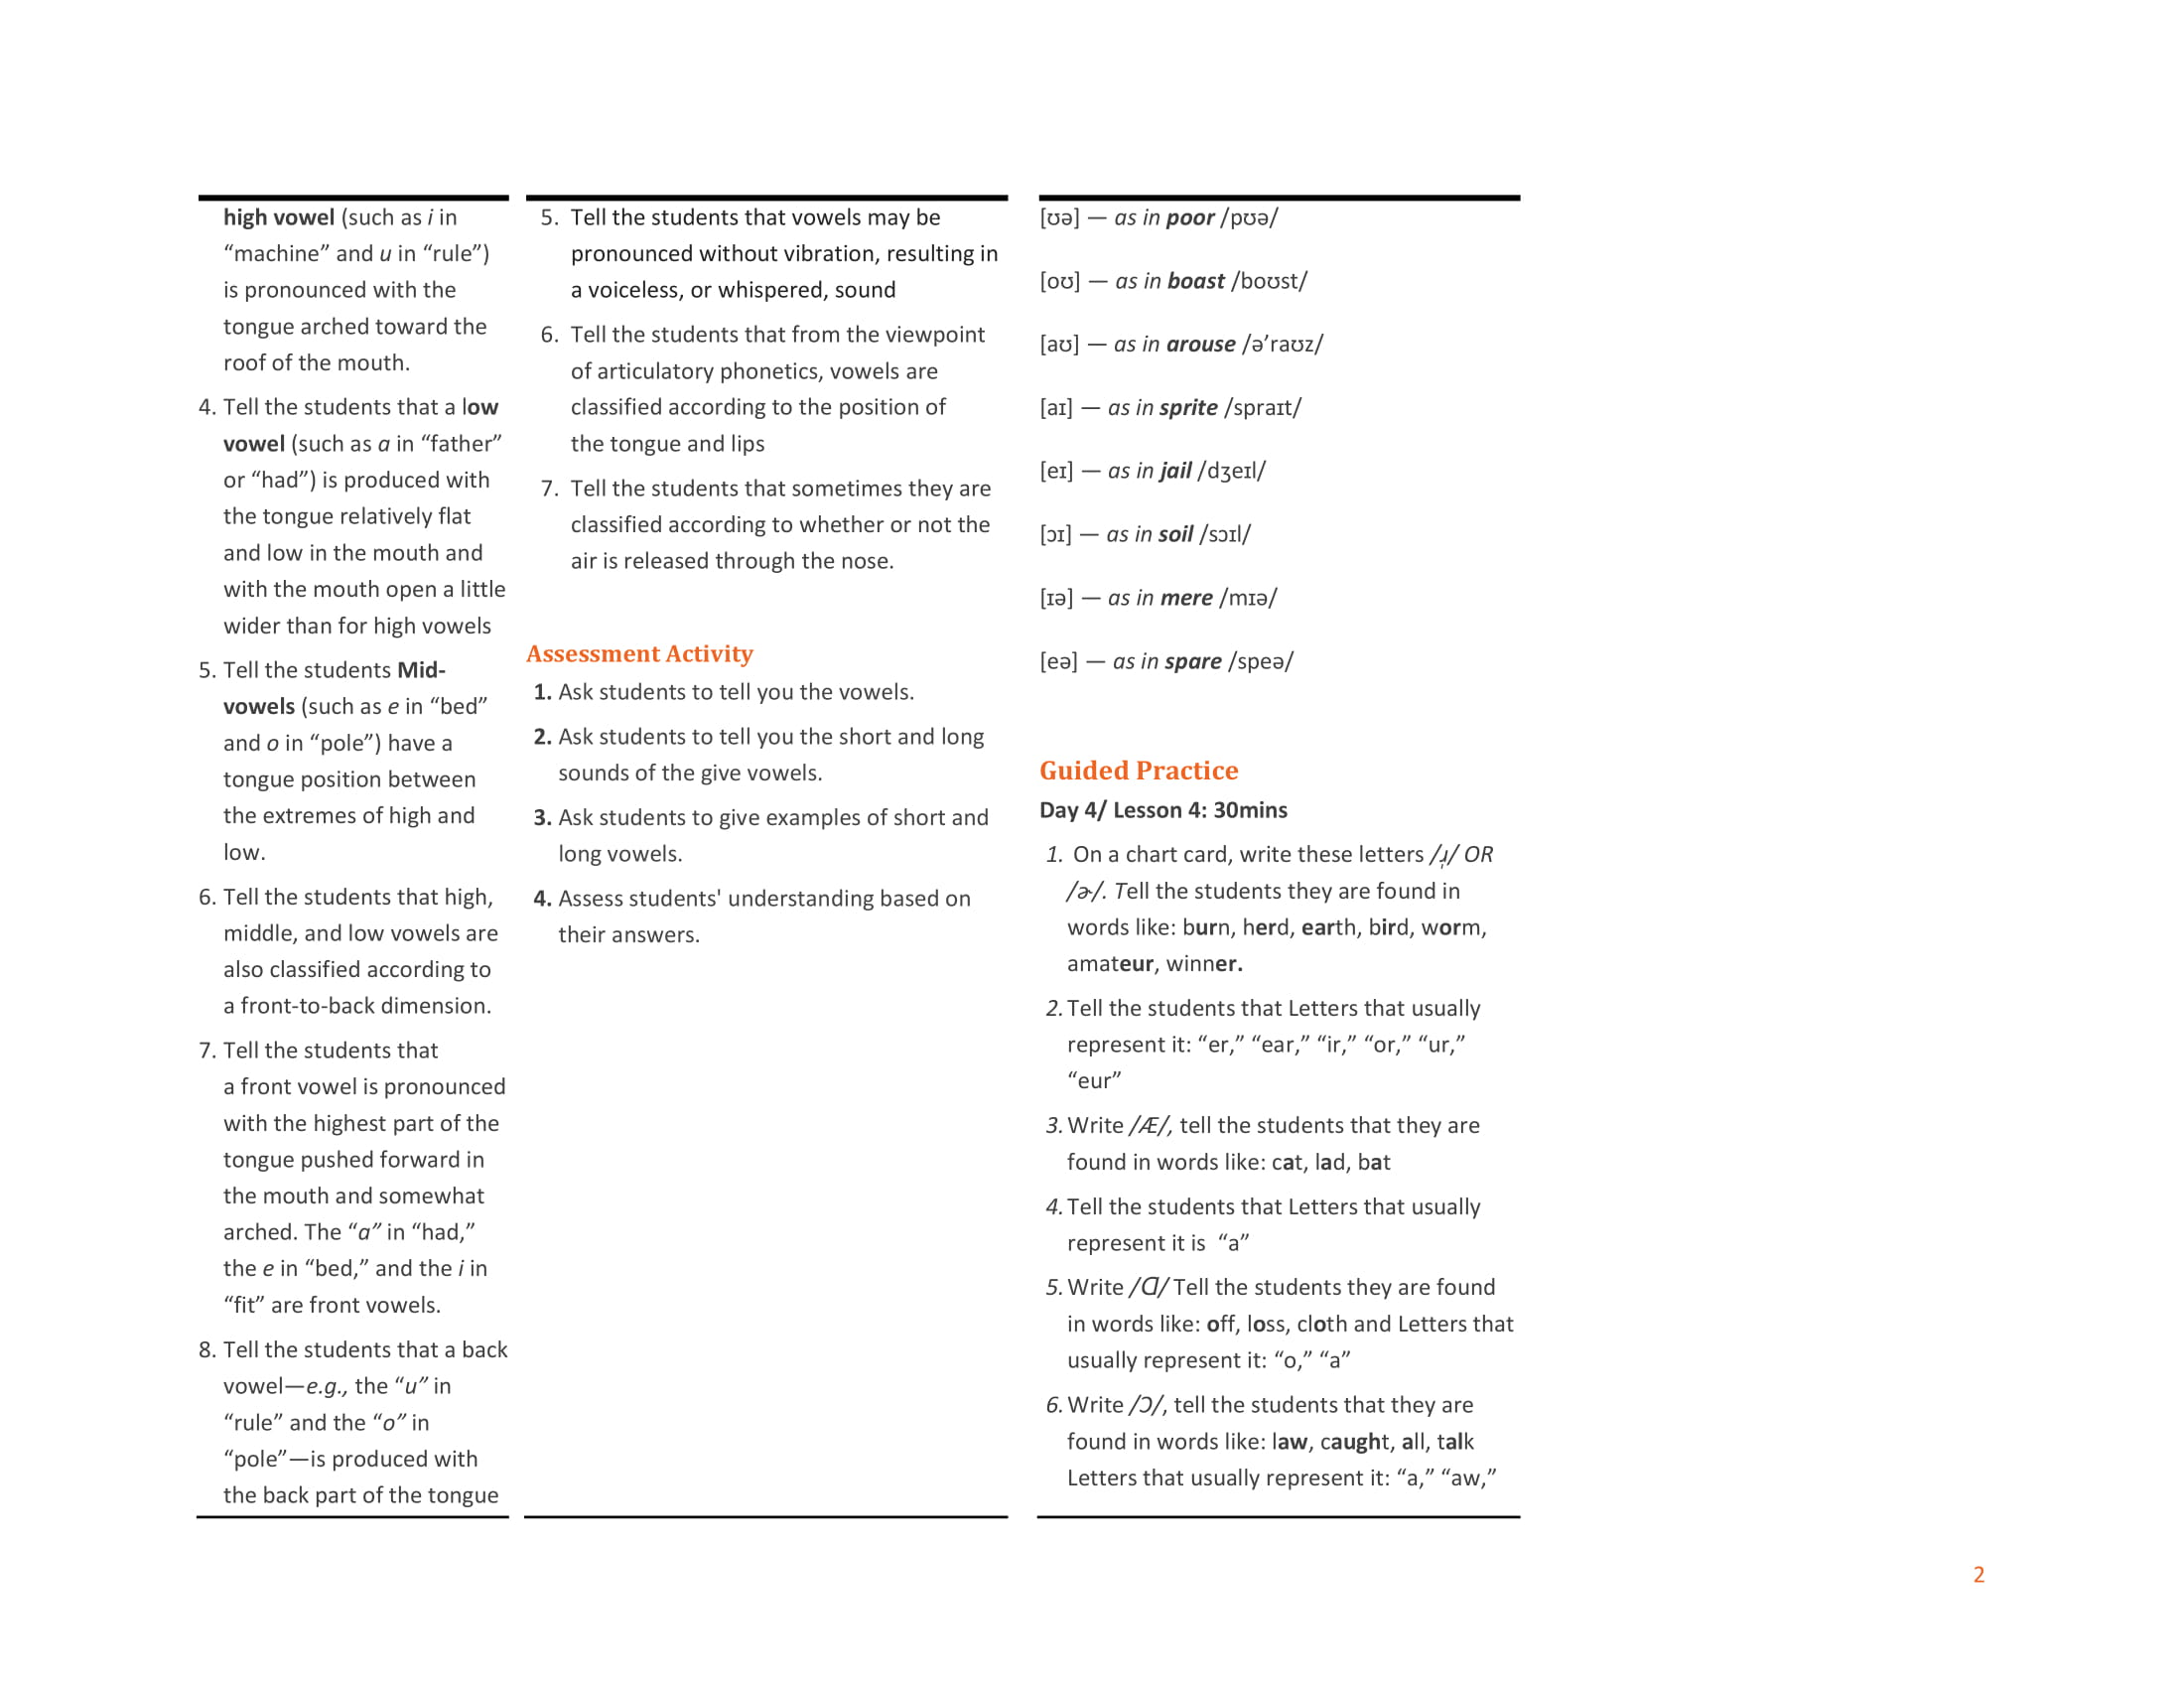 high vowel (such as i in
“machine” and u in “rule”)
is pronounced with the
tongue arched toward the
roof of the mouth.
4. Tell the students that a low
vowel (such as a in “father”
or “had”) is produced with
the tongue relatively flat
and low in the mouth and
with the mouth open a little
wider than for high vowels
5. Tell the students Mid-
vowels (such as e in “bed”
and o in “pole”) have a
tongue position between
the extremes of high and
low.
6. Tell the students that high,
middle, and low vowels are
also classified according to
a front-to-back dimension.
7. Tell the students that
a front vowel is pronounced
with the highest part of the
tongue pushed forward in
the mouth and somewhat
arched. The “a” in “had,”
the e in “bed,” and the i in
“fit” are front vowels.
8. Tell the students that a back
vowel—e.g., the “u” in
“rule” and the “o” in
“pole”—is produced with
the back part of the tongue
5. Tell the students that vowels may be
pronounced without vibration, resulting in
a voiceless, or whispered, sound
6. Tell the students that from the viewpoint
of articulatory phonetics, vowels are
classified according to the position of
the tongue and lips
7. Tell the students that sometimes they are
classified according to whether or not the
air is released through the nose.
Assessment Activity
1. Ask students to tell you the vowels.
2. Ask students to tell you the short and long
sounds of the give vowels.
3. Ask students to give examples of short and
long vowels.
4. Assess students' understanding based on
their answers.
[ʊə] — as in poor /pʊə/
[oʊ] — as in boast /boʊst/
[aʊ] — as in arouse /ə’raʊz/
[aɪ] — as in sprite /spraɪt/
[eɪ] — as in jail /dʒeɪl/
[ɔɪ] — as in soil /sɔɪl/
[ɪə] — as in mere /mɪə/
[eə] — as in spare /speə/
Guided Practice
Day 4/ Lesson 4: 30mins
1. On a chart card, write these letters /ɹ̩/ OR
/ɚ/. Tell the students they are found in
words like: burn, herd, earth, bird, worm,
amateur, winner.
2. Tell the students that Letters that usually
represent it: “er,” “ear,” “ir,” “or,” “ur,”
“eur”
3. Write /Æ/, tell the students that they are
found in words like: cat, lad, bat
4. Tell the students that Letters that usually
represent it is “a”
5. Write /Ɑ/ Tell the students they are found
in words like: off, loss, cloth and Letters that
usually represent it: “o,” “a”
6. Write /Ɔ/, tell the students that they are
found in words like: law, caught, all, talk
Letters that usually represent it: “a,” “aw,”
2